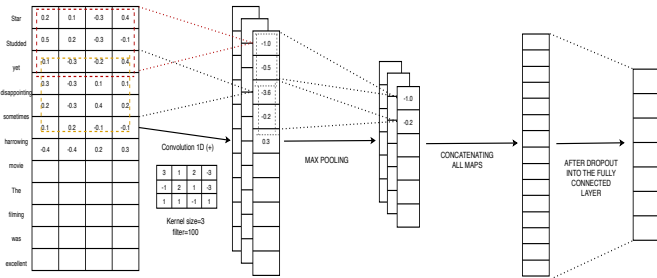 Star 0.2 0.1 -0.3 0.4
Studded 0.5 0.2 -0.3 -0.1
yet -0.1 -0.3 -0.2 0.4
disappointing 0.3 -0.3 0.1 0.1
sometimes 0.2 -0.3 0.4 0.2
harrowing 0.1 0.2 -0.1 -0.1
movie -0.4 -0.4 0.2 0.3
The
filming
was
excellent
Convolution 1D (+)
3 1 2 -3
-1 2 1 -3
1 1 -1 1
Kernel size=3
filter=100
-1.0
-0.5
-3.6
-0.2
0.3
MAX POOLING
-1.0
-0.2
CONCATENATING
ALL MAPS
AFTER DROPOUT
INTO THE FULLY
CONNECTED
LAYER